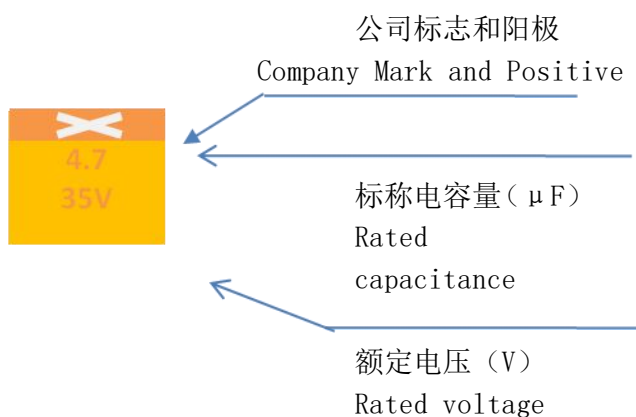 公司标志和阳极
Company Mark and Positive
4.7
35V
标称电容量(μF)
Rated
capacitance
额定电压（V）
Rated voltage